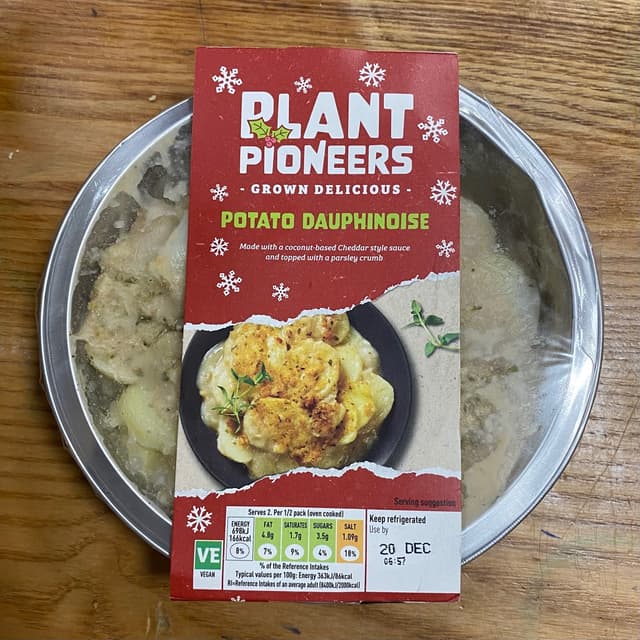 PLANT
PIONEERS
- GROWN DELICIOUS -
POTATO DAUPHINOISE
Made with a coconut-based Cheddar style sauce
and topped with a parsley crumb
Serving suggestion
Serves 2. Per 1/2 pack (oven cooked)
ENERGY
698kJ
166kcal
8%
FAT
4.8g
7%
SATURATES
1.7g
9%
SUGARS
3.5g
4%
SALT
1.09g
18%
% of the Reference Intakes
Typical values per 100g: Energy 363kJ/86kcal
RI=Reference Intakes of an average adult (8400kJ/2000kcal)
VE
VEGAN
Keep refrigerated
Use by
20 DEC
06:57